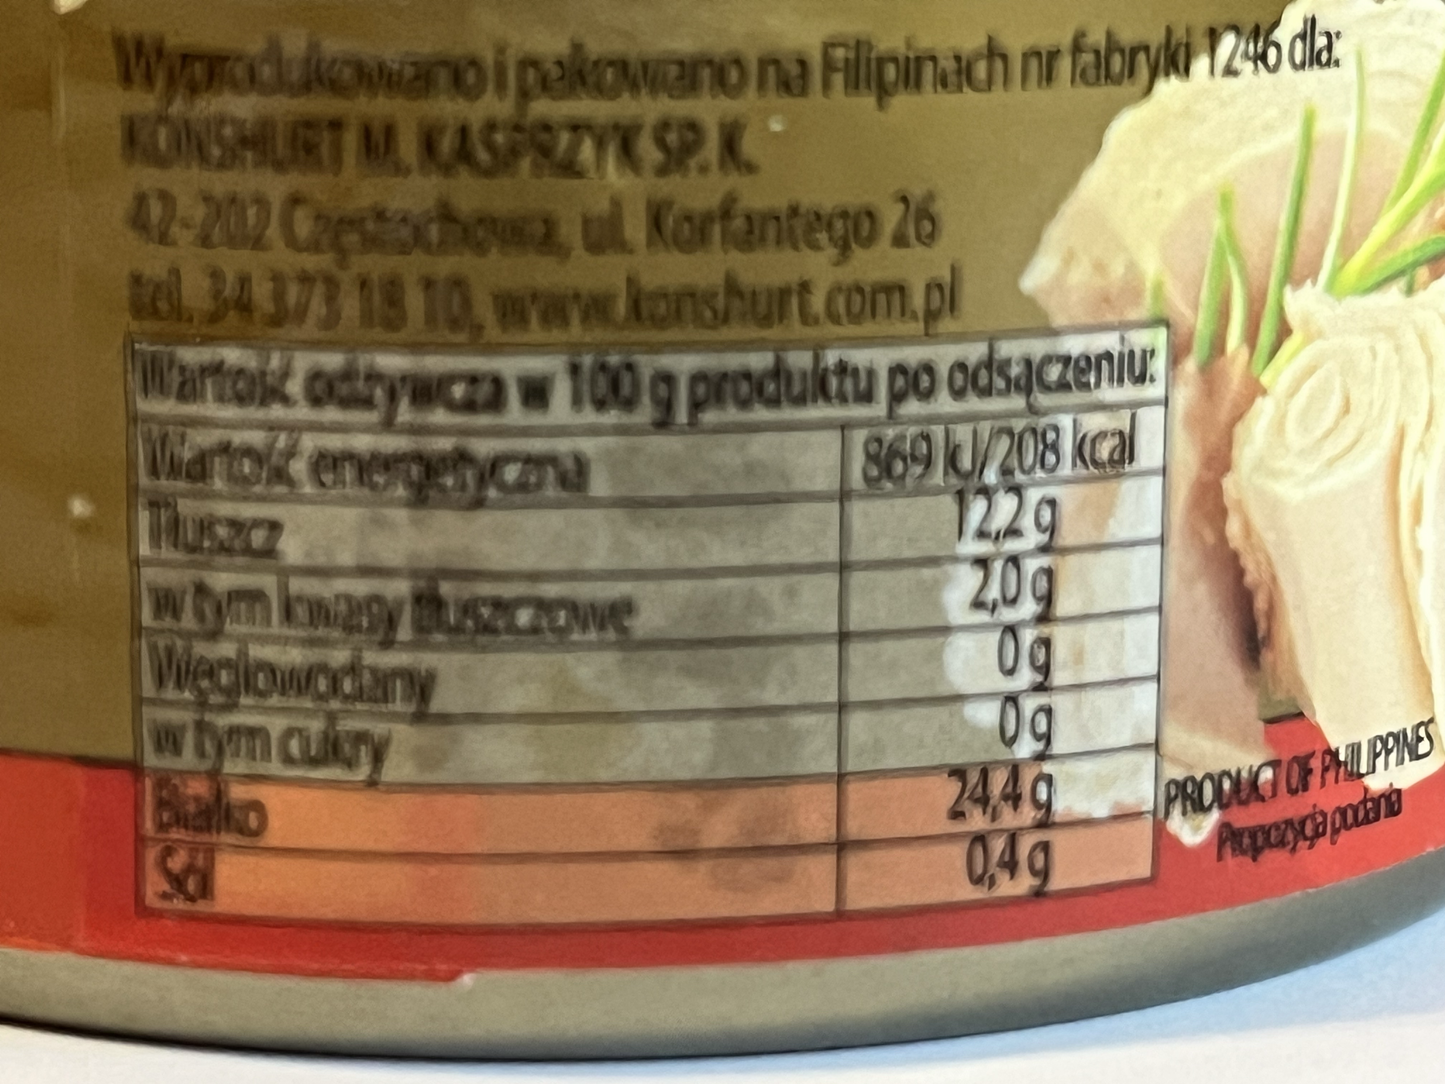 Wyprodukowano i pakowano na Filipinach nr fabryki 1246 dla:
KONSHURT M. KASPRZYK SP. K.
42-202 Częstochowa, ul. Korfantego 26
tel. 34 373 18 10, www.konshurt.com.pl
Wartość odżywcza w 100 g produktu po odsączeniu:
Wartość energetyczna 869 kJ/208 kcal
Tłuszcz 12,2 g
w tym kwasy tłuszczowe 2,0 g
Węglowodany 0 g
w tym cukry 0 g
Białko 24,4 g
Sól 0,4 g
PRODUCT OF PHILIPPINES
Propozycja podania